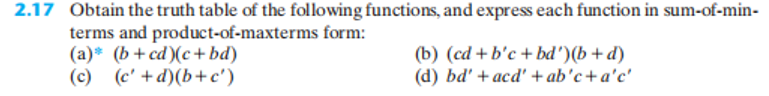 2.17 Obtain the truth table of the following functions, and express each function in sum-of-min-
terms and product-of-maxterms form:
(a)* (b + cd)(c + bd) (b) (cd + b'c + bd')(b + d)
(c) (c' + d)(b + c') (d) bd' + acd' + ab'c + a'c'